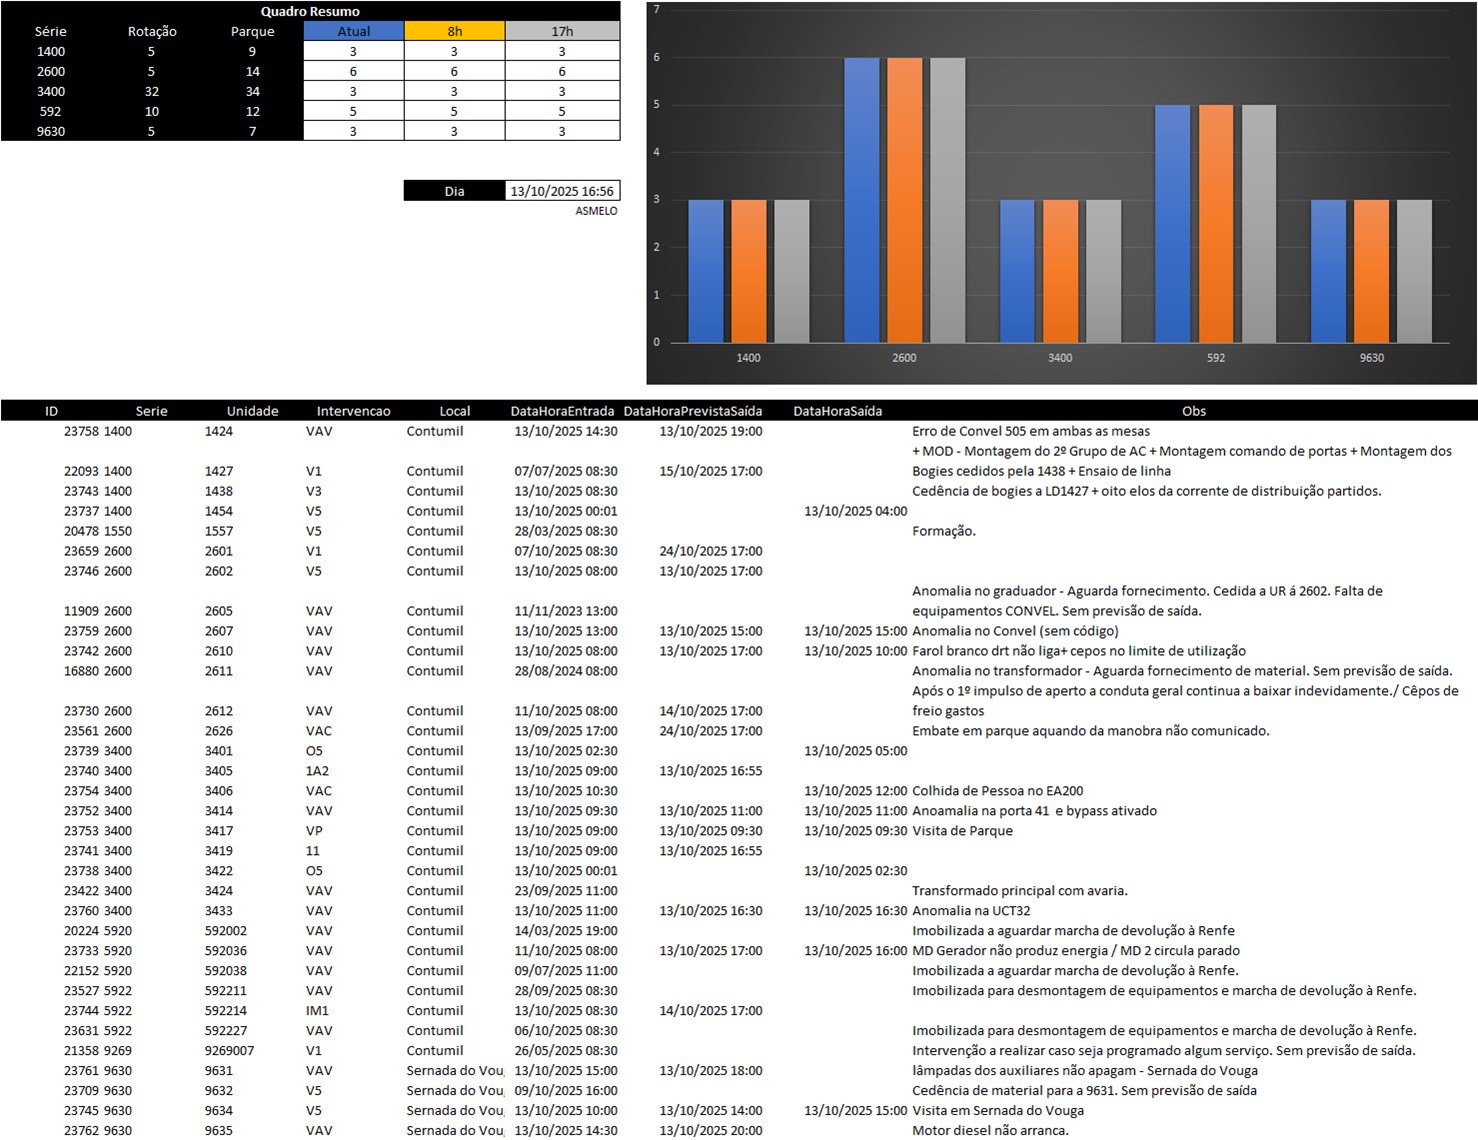 Quadro Resumo
Série Rotação Parque Atual 8h 17h
1400 5 9 3 3 3
2600 5 14 6 6 6
3400 32 34 3 3 3
592 10 12 5 5 5
9630 5 7 3 3 3
Dia 13/10/2025 16:56
ASMELO
7
6
5
4
3
2
1
0
1400 2600 3400 592 9630
ID Serie Unidade Intervencao Local DataHoraEntrada DataHoraPrevistaSaída DataHoraSaída Obs
23758 1400 1424 VAV Contumil 13/10/2025 14:30 13/10/2025 19:00 Erro de Convel 505 em ambas as mesas
+ MOD - Montagem do 2º Grupo de AC + Montagem comando de portas + Montagem dos
22093 1400 1427 V1 Contumil 07/07/2025 08:30 15/10/2025 17:00 Bogies cedidos pela 1438 + Ensaio de linha
23743 1400 1438 V3 Contumil 13/10/2025 08:30 Cedência de bogies a LD1427 + oito elos da corrente de distribuição partidos.
23737 1400 1454 V5 Contumil 13/10/2025 00:01 13/10/2025 04:00
20478 1550 1557 V5 Contumil 28/03/2025 08:30 Formação.
23659 2600 2601 V1 Contumil 07/10/2025 08:30 24/10/2025 17:00
23746 2600 2602 V5 Contumil 13/10/2025 08:00 13/10/2025 17:00
Anomalia no graduador - Aguarda fornecimento. Cedida a UR á 2602. Falta de
11909 2600 2605 VAV Contumil 11/11/2023 13:00 equipamentos CONVEL. Sem previsão de saída.
23759 2600 2607 VAV Contumil 13/10/2025 13:00 13/10/2025 15:00 13/10/2025 15:00 Anomalia no Convel (sem código)
23742 2600 2610 VAV Contumil 13/10/2025 08:00 13/10/2025 17:00 13/10/2025 10:00 Farol branco drt não liga+ cepos no limite de utilização
16880 2600 2611 VAV Contumil 28/08/2024 08:00 Anomalia no transformador - Aguarda fornecimento de material. Sem previsão de saída.
Após o 1º impulso de aperto a conduta geral continua a baixar indevidamente./ Cêpos de
23730 2600 2612 VAV Contumil 11/10/2025 08:00 14/10/2025 17:00 freio gastos
23561 2600 2626 VAC Contumil 13/09/2025 17:00 24/10/2025 17:00 Embate em parque aquando da manobra não comunicado.
23739 3400 3401 O5 Contumil 13/10/2025 02:30 13/10/2025 05:00
23740 3400 3405 1A2 Contumil 13/10/2025 09:00 13/10/2025 16:55
23754 3400 3406 VAC Contumil 13/10/2025 10:30 13/10/2025 12:00 Colhida de Pessoa no EA200
23752 3400 3414 VAV Contumil 13/10/2025 09:30 13/10/2025 11:00 13/10/2025 11:00 Anoamalia na porta 41 e bypass ativado
23753 3400 3417 VP Contumil 13/10/2025 09:00 13/10/2025 09:30 13/10/2025 09:30 Visita de Parque
23741 3400 3419 11 Contumil 13/10/2025 09:00 13/10/2025 16:55
23738 3400 3422 O5 Contumil 13/10/2025 00:01 13/10/2025 02:30
23422 3400 3424 VAV Contumil 23/09/2025 11:00 Transformado principal com avaria.
23760 3400 3433 VAV Contumil 13/10/2025 11:00 13/10/2025 16:30 13/10/2025 16:30 Anomalia na UCT32
20224 5920 592002 VAV Contumil 14/03/2025 19:00 Imobilizada a aguardar marcha de devolução à Renfe
23733 5920 592036 VAV Contumil 11/10/2025 08:00 13/10/2025 17:00 13/10/2025 16:00 MD Gerador não produz energia / MD 2 circula parado
22152 5920 592038 VAV Contumil 09/07/2025 11:00 Imobilizada a aguardar marcha de devolução à Renfe.
23527 5922 592211 VAV Contumil 28/09/2025 08:30 Imobilizada para desmontagem de equipamentos e marcha de devolução à Renfe.
23744 5922 592214 IM1 Contumil 13/10/2025 08:30 14/10/2025 17:00
23631 5922 592227 VAV Contumil 06/10/2025 08:30 Imobilizada para desmontagem de equipamentos e marcha de devolução à Renfe.
21358 9269 9269007 V1 Contumil 26/05/2025 08:30 Intervenção a realizar caso seja programado algum serviço. Sem previsão de saída.
23761 9630 9631 VAV Sernada do Voug 13/10/2025 15:00 13/10/2025 18:00 lâmpadas dos auxiliares não apagam - Sernada do Vouga
23709 9630 9632 V5 Sernada do Voug 09/10/2025 16:00 Cedência de material para a 9631. Sem previsão de saída
23745 9630 9634 V5 Sernada do Voug 13/10/2025 10:00 13/10/2025 14:00 13/10/2025 15:00 Visita em Sernada do Vouga
23762 9630 9635 VAV Sernada do Voug 13/10/2025 14:30 13/10/2025 20:00 Motor diesel não arranca.